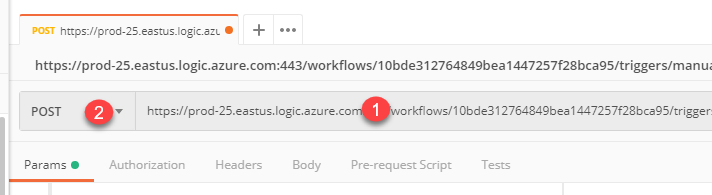 POST https://prod-25.eastus.logic.azu
https://prod-25.eastus.logic.azure.com:443/workflows/10bde312764849bea1447257f28bca95/triggers/manua
POST 2 https://prod-25.eastus.logic.azure.com 1 /workflows/10bde312764849bea1447257f28bca95/triggers
Params Authorization Headers Body Pre-request Script Tests